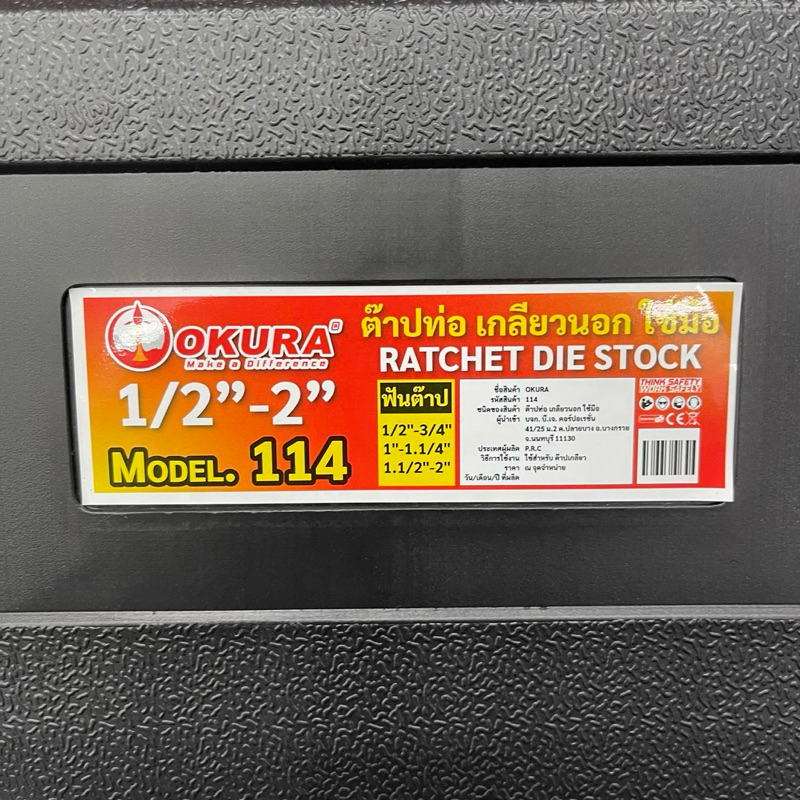 OKURA
Make a Difference
1/2”-2”
MODEL. 114
ต๊าปท่อ เกลียวนอก ใช้มือ
RATCHET DIE STOCK
ฟันต๊าป
1/2"-3/4"
1"-1.1/4"
1.1/2"-2"
ชื่อสินค้า OKURA
รหัสสินค้า 114
ชนิดของสินค้า ต๊าปท่อ เกลียวนอก ใช้มือ
ผู้นำเข้า บจก. บี.เจ. คอร์ปอเรชั่น
41/25 ม.2 ต.ปลายบาง อ.บางกรวย
จ.นนทบุรี 11130
ประเทศผู้ผลิต P.R.C
วิธีการใช้งาน ใช้สำหรับ ต๊าปเกลียว
ราคา ณ จุดจำหน่าย
วัน/เดือน/ปี ที่ผลิต
THINK SAFETY
WORK SAFELY
CE